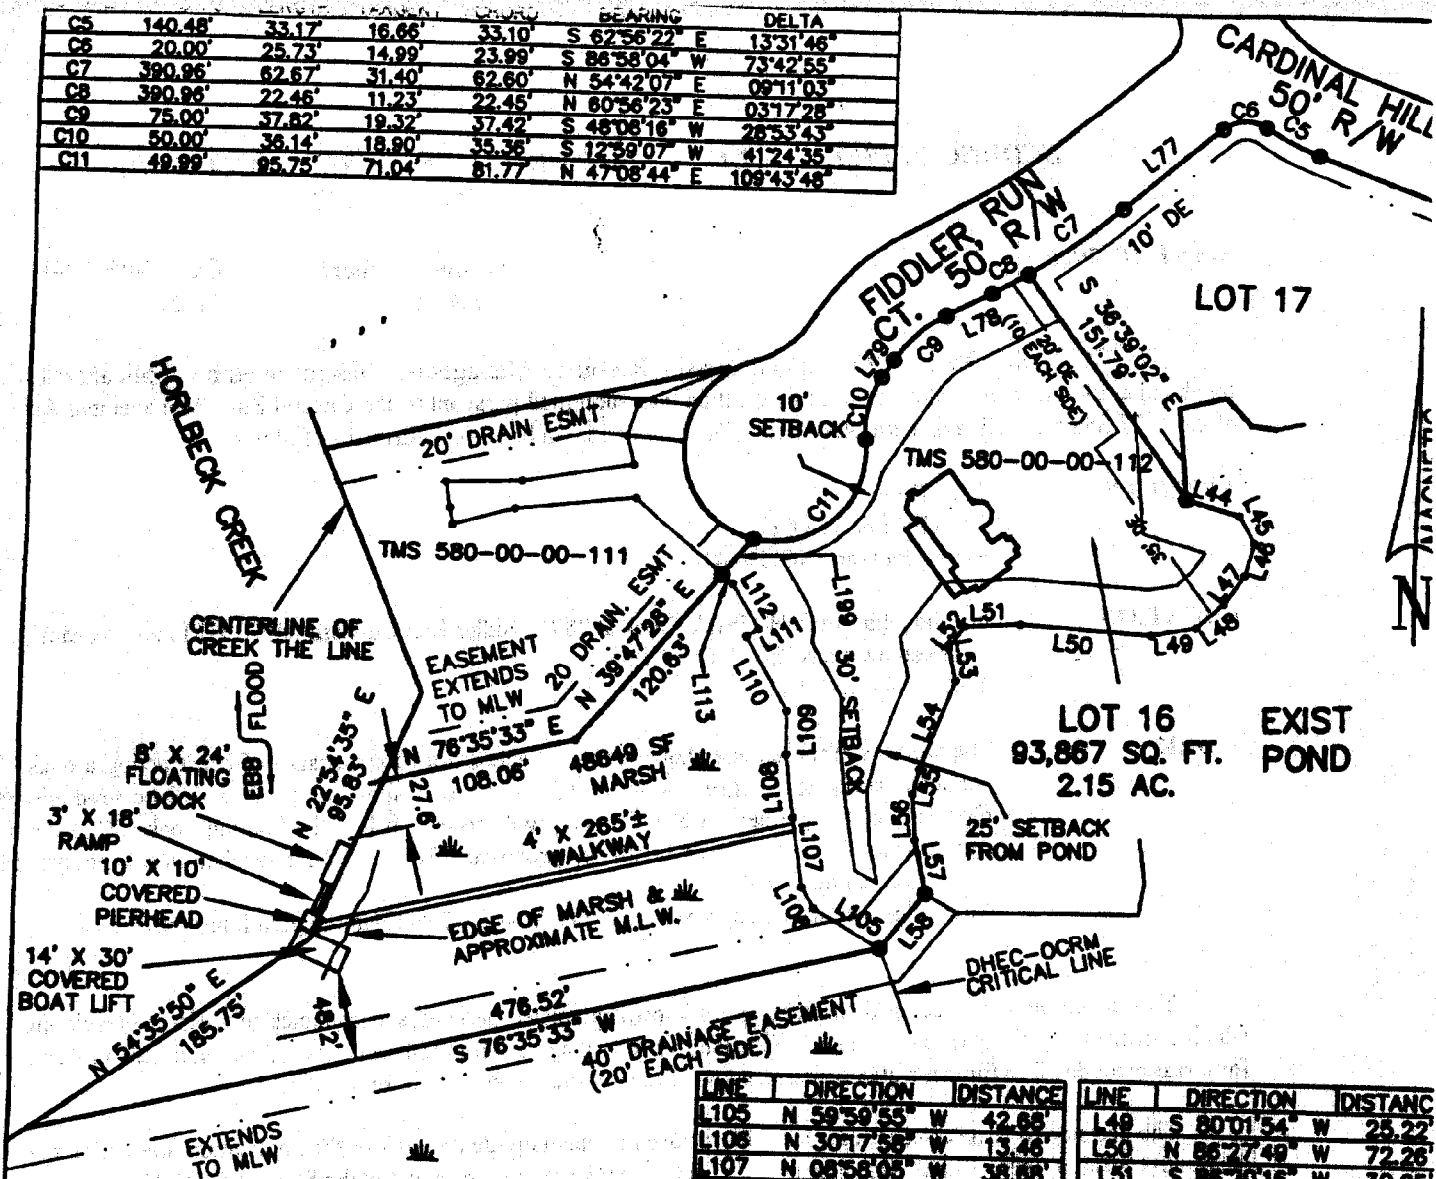 BEARING DELTA
C5 140.48' 33.17' 16.66' 33.10' S 62°56'22" E 13°31'46"
C6 20.00' 25.73' 14.99' 23.99' S 86°58'04" W 73°42'55"
C7 390.96' 62.67' 31.40' 62.60' N 54°42'07" E 09°11'03"
C8 390.96' 22.46' 11.23' 22.45' N 60°56'23" E 03°17'28"
C9 75.00' 37.82' 19.32' 37.42' S 48°06'16" W 28°53'43"
C10 50.00' 36.14' 18.90' 35.36' S 12°59'07" W 41°24'35"
C11 49.99' 95.75' 71.04' 81.77' N 47°08'44" E 109°43'48"
CARDINAL HILL
50' R/W
C6
C5
L77
10' DE
FIDDLER RUN
CT. 50' R/W
C7
C8
L78
C9
L79
C10
C11
LOT 17
S 36°39'02" E
151.79'
20' DE
(10' EACH SIDE)
10'
SETBACK
TMS 580-00-00-112
HORLBECK CREEK
20' DRAIN ESMT
TMS 580-00-00-111
CENTERLINE OF
CREEK THE LINE
EASEMENT
EXTENDS
TO MLW
20 DRAIN. ESMT
N 39°47'28" E
120.63'
L113
L112
L111
L110
L109
L108
L107
L106
L105
L199
30' SETBACK
L44
L45
L46
L47
L48
L49
L50
L51
L52
L53
L54
L55
L56
L57
L58
35'
N
LOT 16
93,867 SQ. FT.
2.15 AC.
EXIST
POND
25' SETBACK
FROM POND
EBB FLOOD
N 22°54'35" E
95.83'
N 76°35'33" E
108.06'
27.6'
48649 SF
MARSH
4' X 265'±
WALKWAY
8' X 24'
FLOATING
DOCK
3' X 18'
RAMP
10' X 10'
COVERED
PIERHEAD
14' X 30'
COVERED
BOAT LIFT
EDGE OF MARSH &
APPROXIMATE M.L.W.
DHEC-OCRM
CRITICAL LINE
N 54°35'50" E
185.75'
48.2'
476.52'
S 76°35'33" W
40' DRAINAGE EASEMENT
(20' EACH SIDE)
EXTENDS
TO MLW
LINE DIRECTION DISTANCE
L105 N 59°59'55" W 42.68'
L106 N 30°17'58" W 13.46'
L107 N 08°58'05" W 38.88'
LINE DIRECTION DISTANC
L49 S 80°01'54" W 25.22'
L50 N 86°27'49" W 72.26'
L51